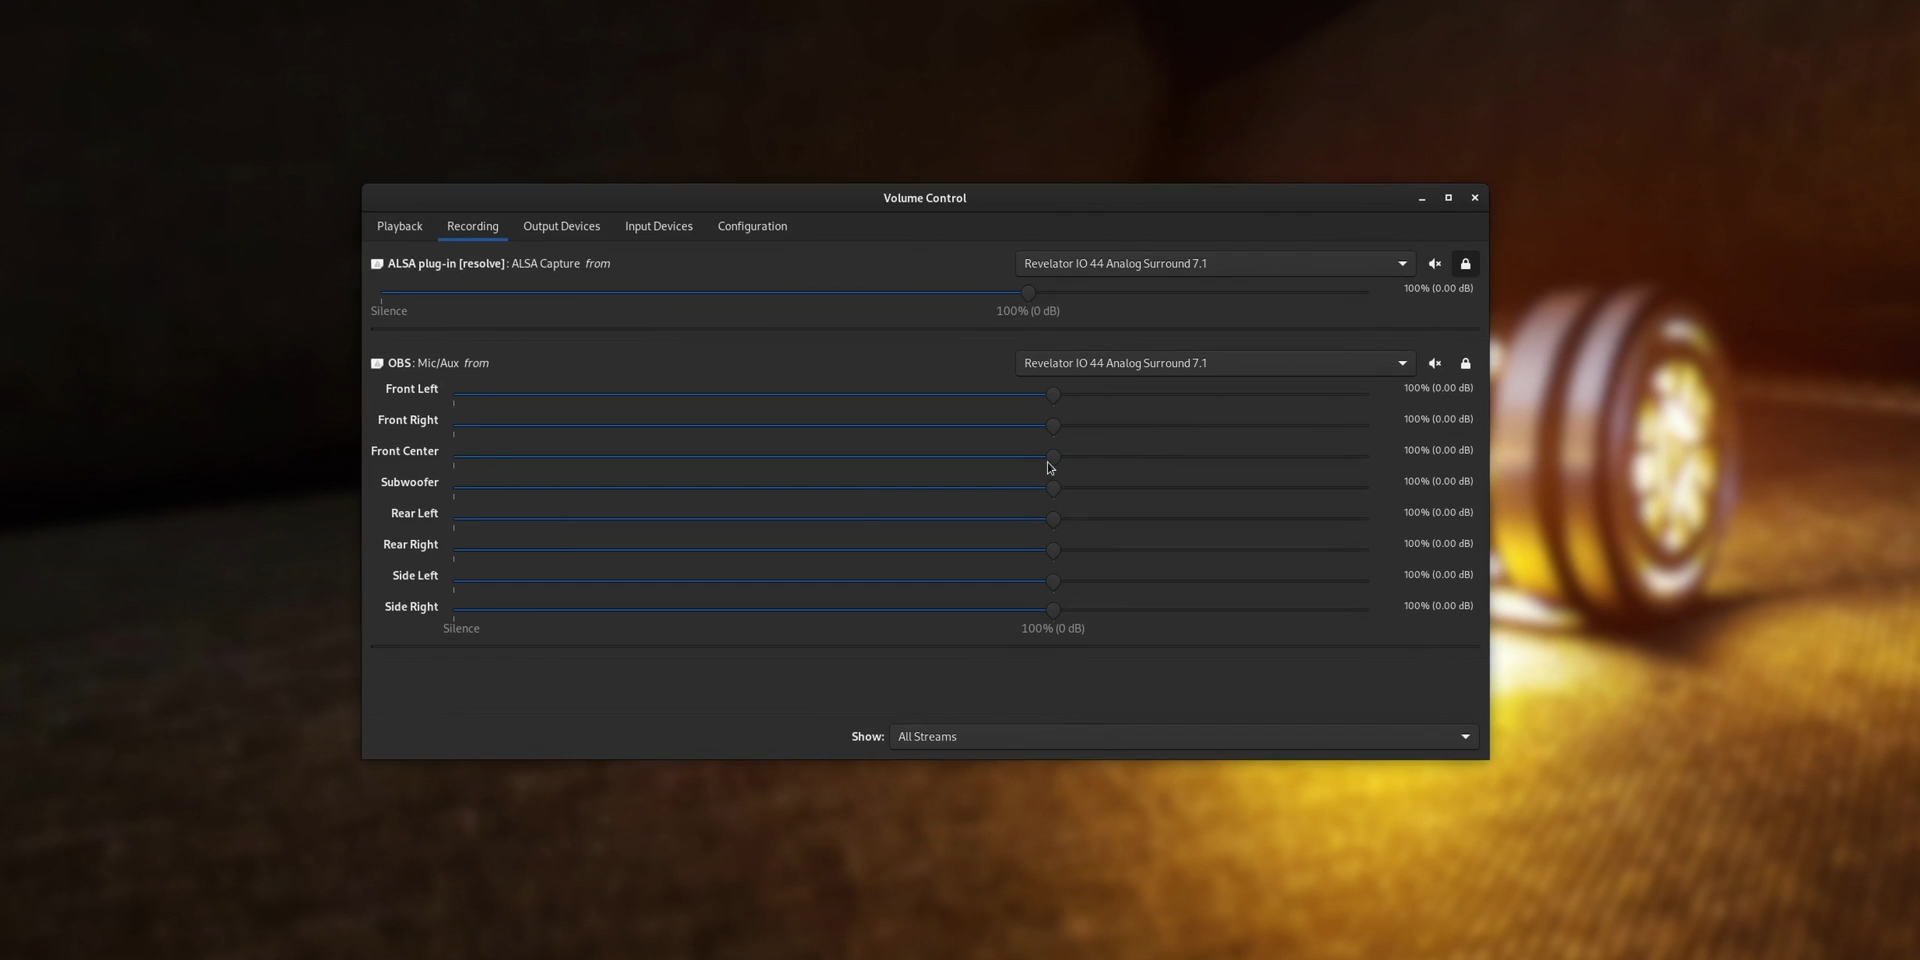 Volume Control
Playback Recording Output Devices Input Devices Configuration
ALSA plug-in [resolve] : ALSA Capture from Revelator IO 44 Analog Surround 7.1
100% (0.00 dB)
Silence 100% (0 dB)
OBS : Mic/Aux from Revelator IO 44 Analog Surround 7.1
Front Left 100% (0.00 dB)
Front Right 100% (0.00 dB)
Front Center 100% (0.00 dB)
Subwoofer 100% (0.00 dB)
Rear Left 100% (0.00 dB)
Rear Right 100% (0.00 dB)
Side Left 100% (0.00 dB)
Side Right 100% (0.00 dB)
Silence 100% (0 dB)
Show: All Streams